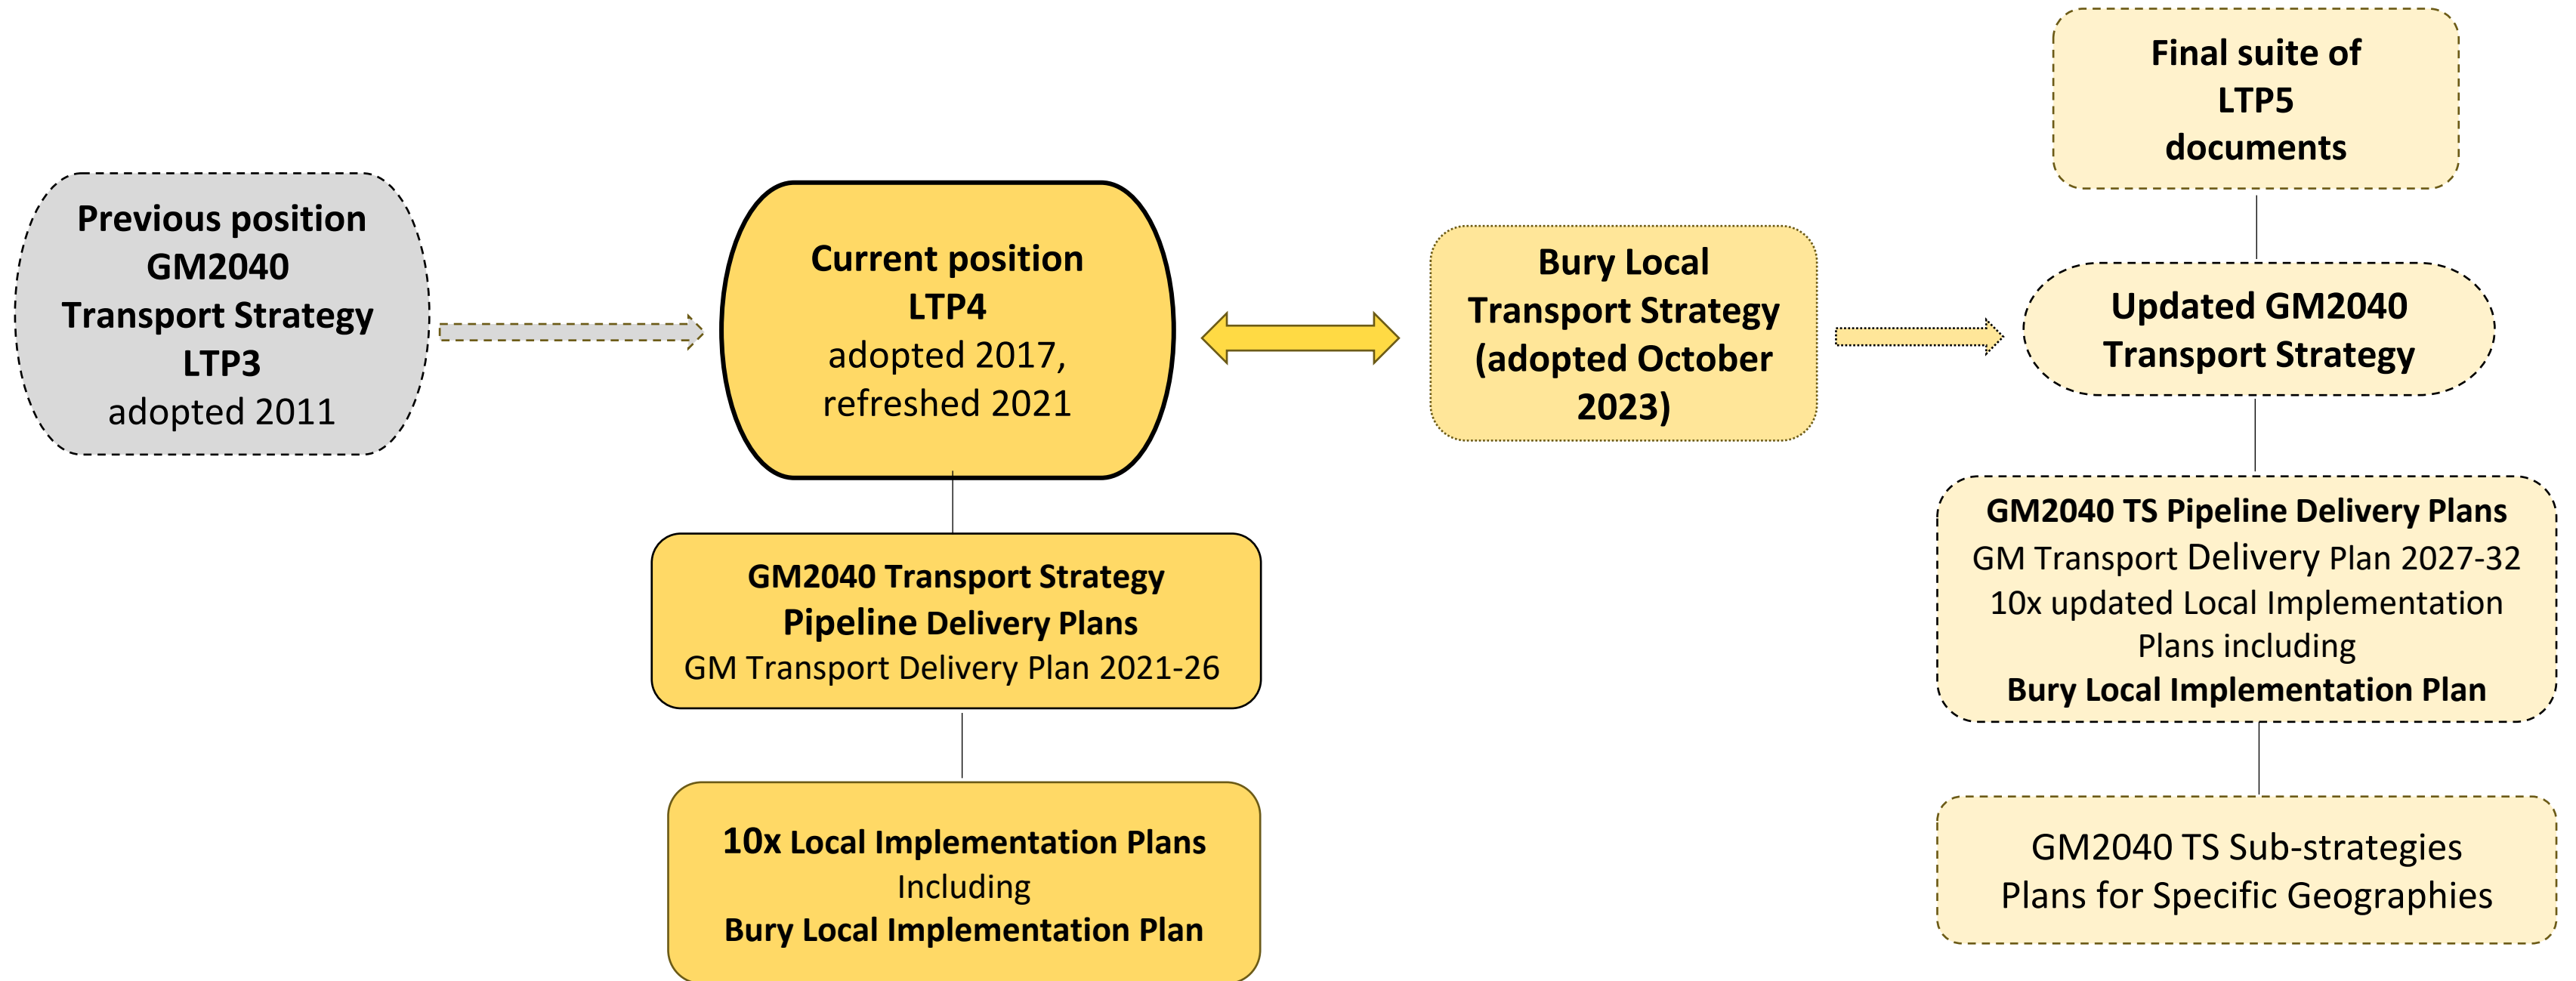 Previous position
GM2040
Transport Strategy
LTP3
adopted 2011
Current position
LTP4
adopted 2017,
refreshed 2021
GM2040 Transport Strategy
Pipeline Delivery Plans
GM Transport Delivery Plan 2021-26
10x Local Implementation Plans
Including
Bury Local Implementation Plan
Bury Local
Transport Strategy
(adopted October
2023)
Final suite of
LTP5
documents
Updated GM2040
Transport Strategy
GM2040 TS Pipeline Delivery Plans
GM Transport Delivery Plan 2027-32
10x updated Local Implementation
Plans including
Bury Local Implementation Plan
GM2040 TS Sub-strategies
Plans for Specific Geographies